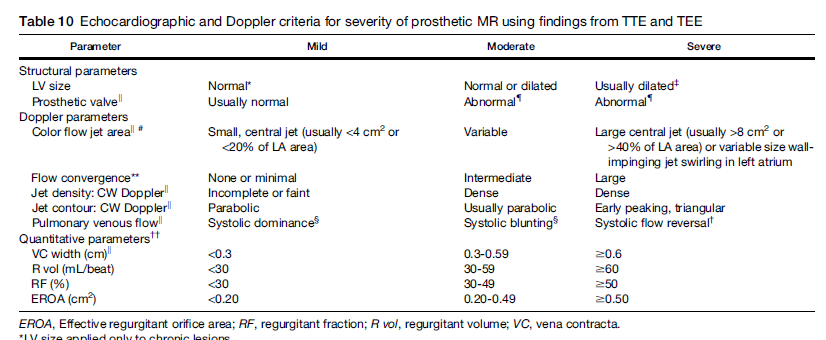 Table 10 Echocardiographic and Doppler criteria for severity of prosthetic MR using findings from TTE and TEE
Parameter Mild Moderate Severe
Structural parameters
LV size Normal* Normal or dilated Usually dilated‡
Prosthetic valve‖ Usually normal Abnormal¶ Abnormal¶
Doppler parameters
Color flow jet area‖ # Small, central jet (usually <4 cm² or Variable Large central jet (usually >8 cm² or
<20% of LA area) >40% of LA area) or variable size wall-
impinging jet swirling in left atrium
Flow convergence** None or minimal Intermediate Large
Jet density: CW Doppler‖ Incomplete or faint Dense Dense
Jet contour: CW Doppler‖ Parabolic Usually parabolic Early peaking, triangular
Pulmonary venous flow‖ Systolic dominance§ Systolic blunting§ Systolic flow reversal†
Quantitative parameters††
VC width (cm)‖ <0.3 0.3-0.59 ≥0.6
R vol (mL/beat) <30 30-59 ≥60
RF (%) <30 30-49 ≥50
EROA (cm²) <0.20 0.20-0.49 ≥0.50
EROA, Effective regurgitant orifice area; RF, regurgitant fraction; R vol, regurgitant volume; VC, vena contracta.
*LV size applied only to chronic lesions.